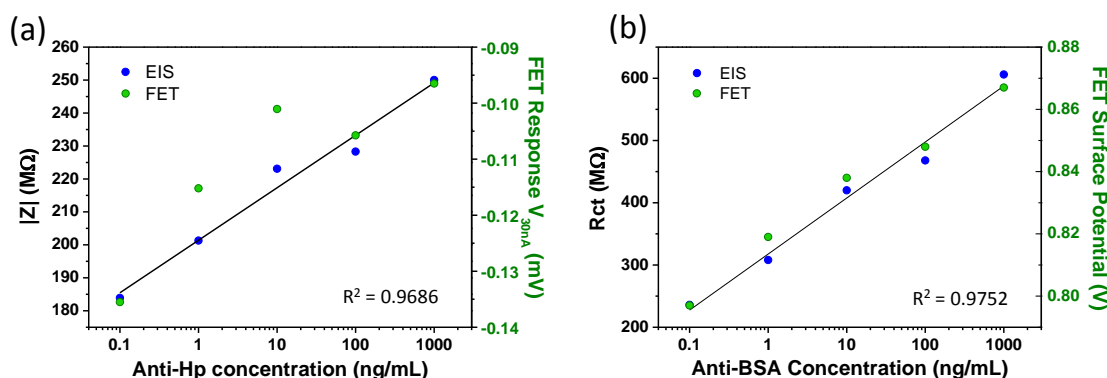 (a)
260
250
240
230
220
210
200
190
180
|Z| (MΩ)
EIS
FET
R² = 0.9686
0.1 1 10 100 1000
Anti-Hp concentration (ng/mL)
-0.09
-0.10
-0.11
-0.12
-0.13
-0.14
FET Response V30nA (mV)
(b)
600
500
400
300
200
Rct (MΩ)
EIS
FET
R² = 0.9752
0.1 1 10 100 1000
Anti-BSA Concentration (ng/mL)
0.88
0.86
0.84
0.82
0.80
FET Surface Potential (V)